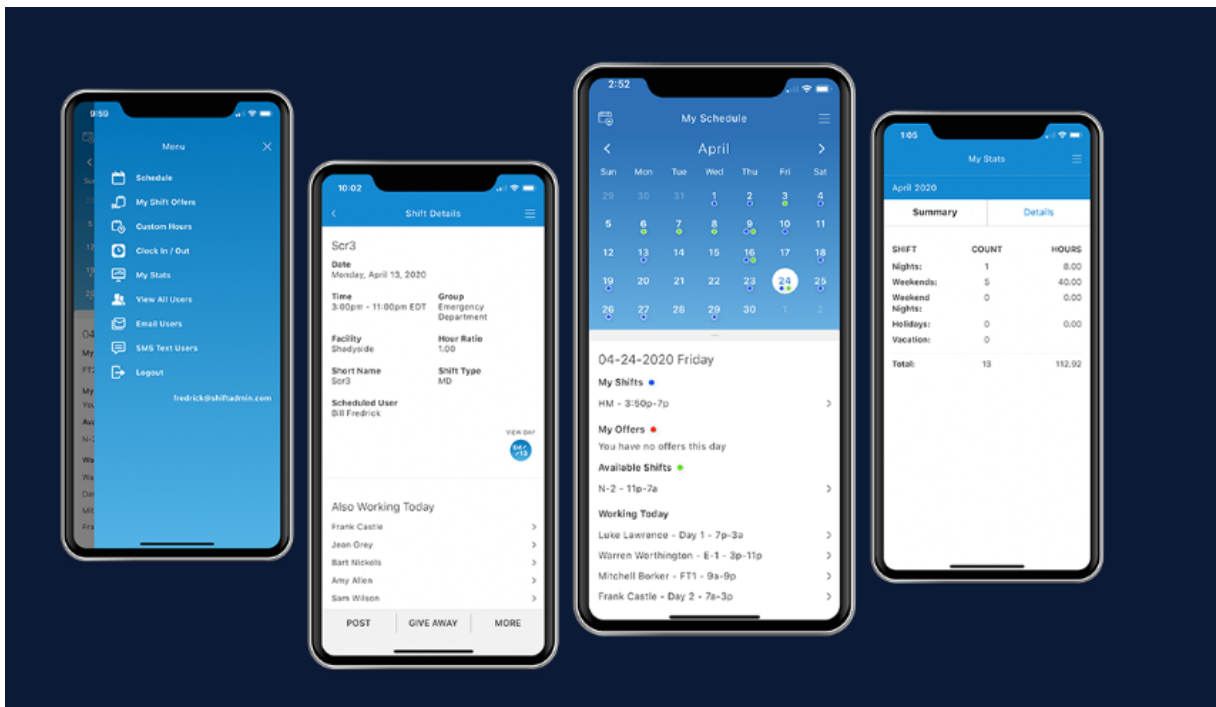 9:59
Menu
Schedule
My Shift Offers
Custom Hours
Clock In / Out
My Stats
View All Users
Email Users
SMS Text Users
Logout
fredrick@shiftadmin.com
10:02
Shift Details
Scr3
Date
Monday, April 13, 2020
Time Group
3:00pm - 11:00pm EDT Emergency
Department
Facility Hour Ratio
Shadyside 1.00
Short Name Shift Type
Scr3 MD
Scheduled User
Bill Fredrick
VIEW DAY
04/
13
Also Working Today
Frank Castle
Jean Grey
Bart Nickels
Amy Allen
Sam Wilson
POST GIVE AWAY MORE
2:52
My Schedule
April
Sun Mon Tue Wed Thu Fri Sat
29 30 31 1 2 3 4
5 6 7 8 9 10 11
12 13 14 15 16 17 18
19 20 21 22 23 24 25
26 27 28 29 30 1 2
04-24-2020 Friday
My Shifts
HM - 3:50p-7p
My Offers
You have no offers this day
Available Shifts
N-2 - 11p-7a
Working Today
Luke Lawrence - Day 1 - 7p-3a
Warren Worthington - E-1 - 3p-11p
Mitchell Borker - FT1 - 9a-9p
Frank Castle - Day 2 - 7a-3p
1:05
My Stats
April 2020
Summary Details
SHIFT COUNT HOURS
Nights: 1 8.00
Weekends: 5 40.00
Weekend 0 0.00
Nights:
Holidays: 0 0.00
Vacation: 0
Total: 13 112.92